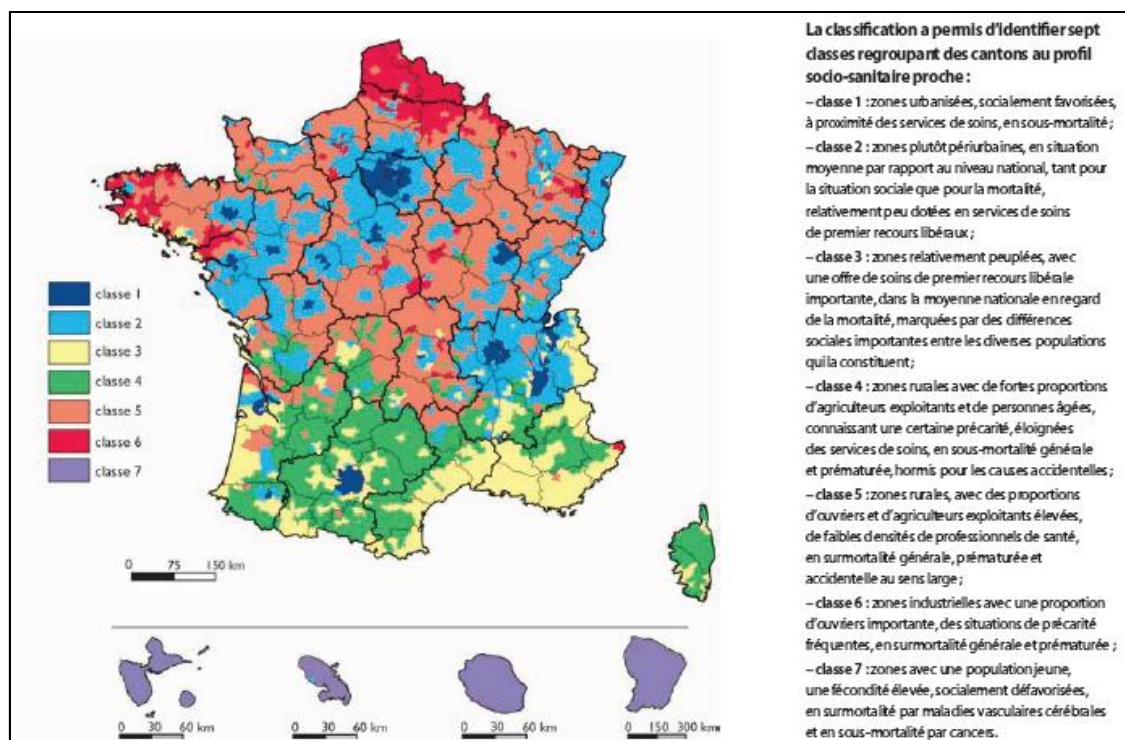 classe 1
classe 2
classe 3
classe 4
classe 5
classe 6
classe 7
0 75 150 km
0 30 60 km
0 30 60 km
0 30 60 km
0 150 300 km
La classification a permis d'identifier sept
classes regroupant des cantons au profil
socio-sanitaire proche :
– classe 1 : zones urbanisées, socialement favorisées,
à proximité des services de soins, en sous-mortalité ;
– classe 2 : zones plutôt périurbaines, en situation
moyenne par rapport au niveau national, tant pour
la situation sociale que pour la mortalité,
relativement peu dotées en services de soins
de premier recours libéraux ;
– classe 3 : zones relativement peuplées, avec
une offre de soins de premier recours libérale
importante, dans la moyenne nationale en regard
de la mortalité, marquées par des différences
sociales importantes entre les diverses populations
qui la constituent ;
– classe 4 : zones rurales avec de fortes proportions
d'agriculteurs exploitants et de personnes âgées,
connaissant une certaine précarité, éloignées
des services de soins, en sous-mortalité générale
et prématurée, hormis pour les causes accidentelles ;
– classe 5 : zones rurales, avec des proportions
d'ouvriers et d'agriculteurs exploitants élevées,
de faibles densités de professionnels de santé,
en surmortalité générale, prématurée et
accidentelle au sens large ;
– classe 6 : zones industrielles avec une proportion
d'ouvriers importante, des situations de précarité
fréquentes, en surmortalité générale et prématurée ;
– classe 7 : zones avec une population jeune,
une fécondité élevée, socialement défavorisées,
en surmortalité par maladies vasculaires cérébrales
et en sous-mortalité par cancers.